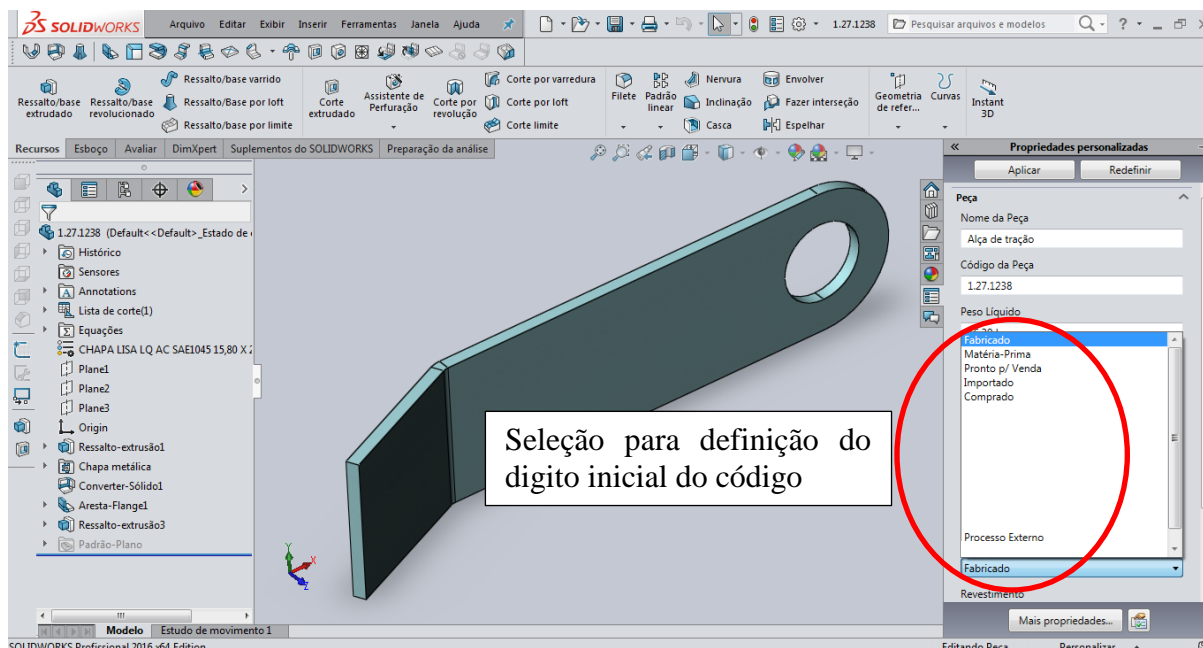 SOLIDWORKS Arquivo Editar Exibir Inserir Ferramentas Janela Ajuda 1.27.1238 Pesquisar arquivos e modelos ?
Ressalto/base extrudado
Ressalto/base revolucionado
Ressalto/base varrido
Ressalto/Base por loft
Ressalto/base por limite
Corte extrudado
Assistente de Perfuração
Corte por revolução
Corte por varredura
Corte por loft
Corte limite
Filete
Padrão linear
Nervura
Inclinação
Casca
Envolver
Fazer interseção
Espelhar
Geometria de refer...
Curvas
Instant 3D
Recursos Esboço Avaliar DimXpert Suplementos do SOLIDWORKS Preparação da análise
1.27.1238 (Default<<Default>_Estado de
Histórico
Sensores
Annotations
Lista de corte(1)
Equações
CHAPA LISA LQ AC SAE1045 15,80 X
Plane1
Plane2
Plane3
Origin
Ressalto-extrusão1
Chapa metálica
Converter-Sólido1
Aresta-Flange1
Ressalto-extrusão3
Padrão-Plano
Y
X
Z
Seleção para definição do
digito inicial do código
Propriedades personalizadas
Aplicar Redefinir
Peça
Nome da Peça
Alça de tração
Código da Peça
1.27.1238
Peso Líquido
Fabricado
Matéria-Prima
Pronto p/ Venda
Importado
Comprado
Processo Externo
Fabricado
Revestimento
Mais propriedades...
Modelo Estudo de movimento 1
SOLIDWORKS Profissional 2016 x64 Edition Editando Peça Personalizar